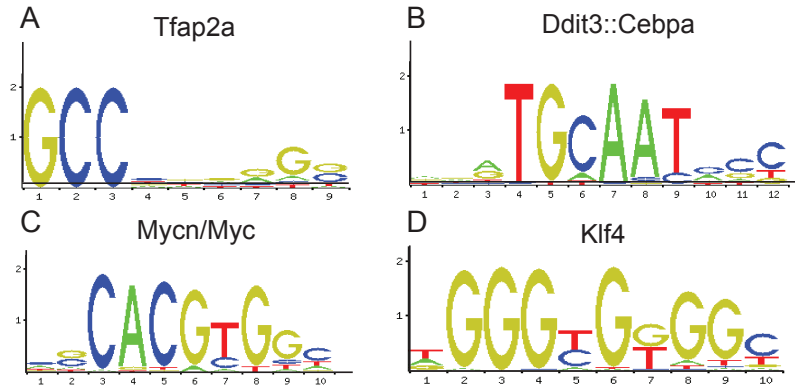 A
Tfap2a
2
1
GCC
1 2 3 4 5 6 7 8 9
B
Ddit3::Cebpa
2
1
TGCAAT
1 2 3 4 5 6 7 8 9 10 11 12
C
Mycn/Myc
2
1
CACGTGGC
1 2 3 4 5 6 7 8 9 10
D
Klf4
2
1
GGGTGGGGC
1 2 3 4 5 6 7 8 9 10